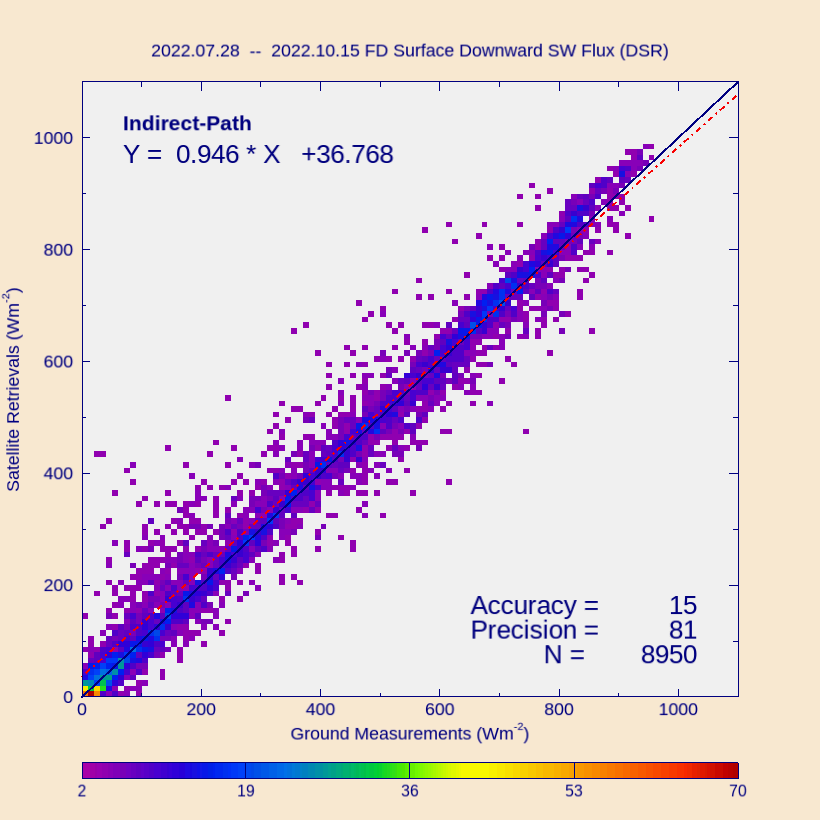 2022.07.28 -- 2022.10.15 FD Surface Downward SW Flux (DSR)
Indirect-Path
Y = 0.946 * X +36.768
1000
800
600
400
200
0
Satellite Retrievals (Wm-2)
Accuracy = 15
Precision = 81
N = 8950
0 200 400 600 800 1000
Ground Measurements (Wm-2)
2 19 36 53 70